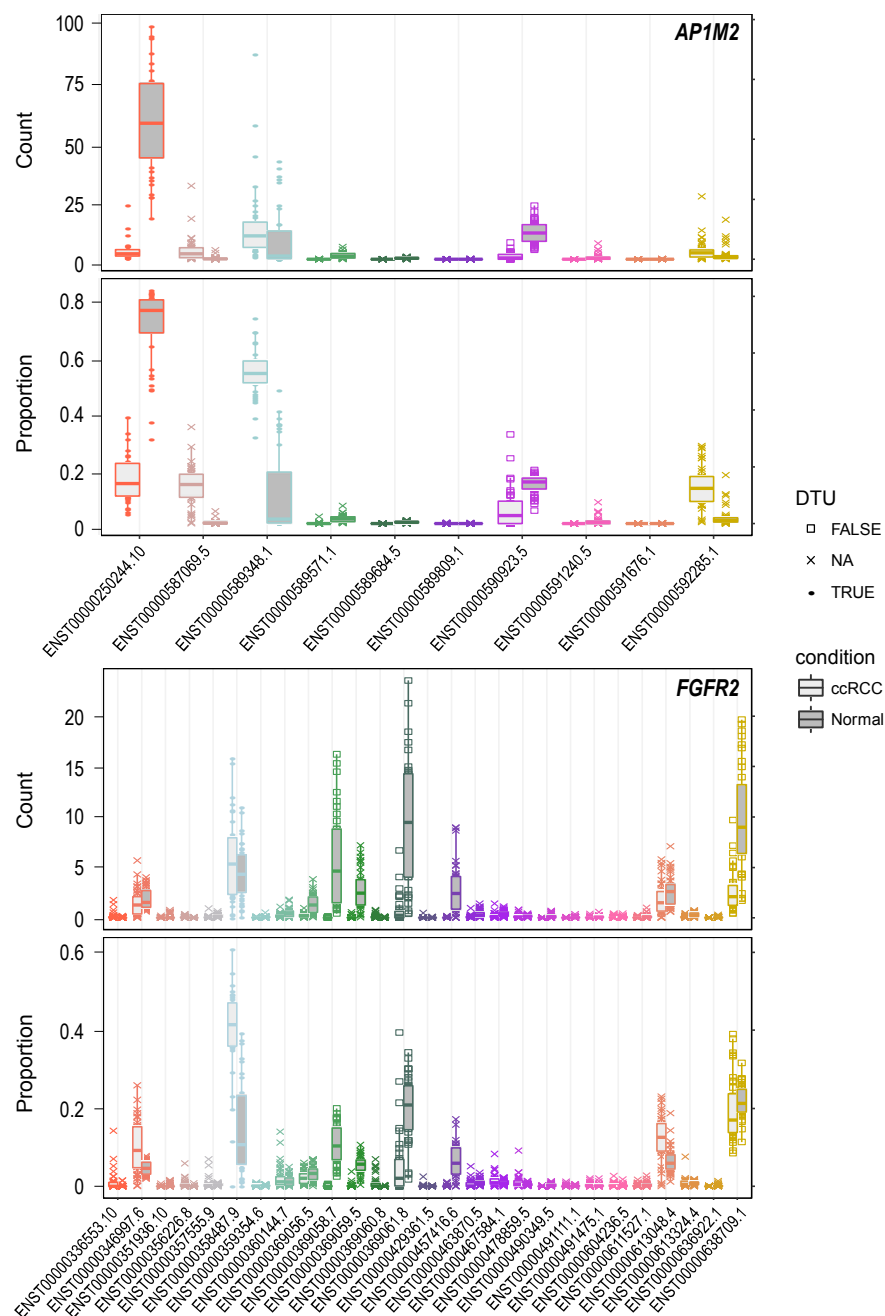 AP1M2
Count
100
75
50
25
0
Proportion
0.8
0.6
0.4
0.2
0
ENST00000250244.10
ENST00000587069.5
ENST00000589348.1
ENST00000589571.1
ENST00000589684.5
ENST00000589809.1
ENST00000590923.5
ENST00000591240.5
ENST00000591676.1
ENST00000592285.1
DTU
FALSE
NA
TRUE
condition
ccRCC
Normal
FGFR2
Count
20
15
10
5
0
Proportion
0.6
0.4
0.2
0
ENST00000336553.10
ENST00000346997.6
ENST00000351936.10
ENST00000356226.8
ENST00000357555.9
ENST00000358487.9
ENST00000359354.6
ENST00000360144.7
ENST00000369056.5
ENST00000369058.7
ENST00000369059.5
ENST00000369060.8
ENST00000369061.8
ENST00000429361.5
ENST00000457416.6
ENST00000463870.5
ENST00000467584.1
ENST00000478859.5
ENST00000490349.5
ENST00000491111.1
ENST00000491475.1
ENST00000604236.5
ENST00000611527.1
ENST00000613048.4
ENST00000613324.4
ENST00000636922.1
ENST00000638709.1